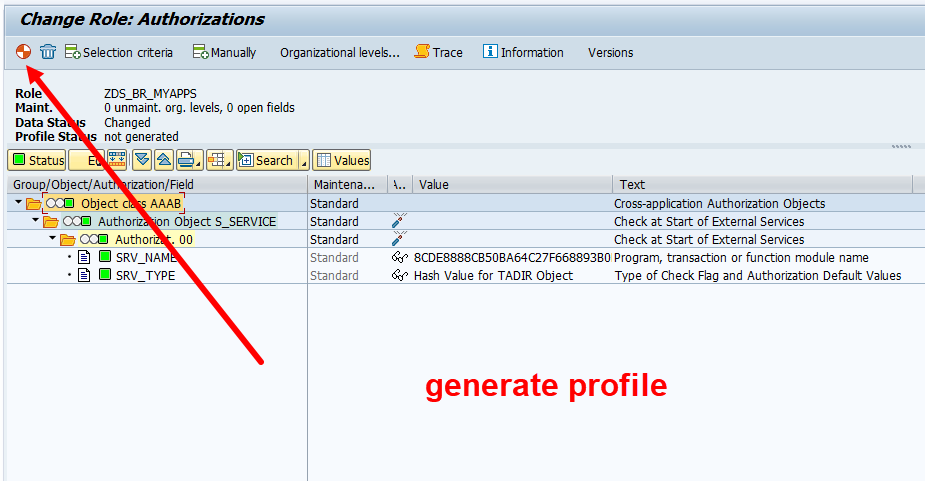 Change Role: Authorizations
Selection criteria Manually Organizational levels... Trace Information Versions
Role ZDS_BR_MYAPPS
Maint. 0 unmaint. org. levels, 0 open fields
Data Status Changed
Profile Status not generated
Status Search Values
Group/Object/Authorization/Field Maintena... Value Text
Object class AAAB Standard Cross-application Authorization Objects
Authorization Object S_SERVICE Standard Check at Start of External Services
Authorizat. 00 Standard Check at Start of External Services
SRV_NAME Standard 8CDE8888CB50BA64C27F668893B0 Program, transaction or function module name
SRV_TYPE Standard Hash Value for TADIR Object Type of Check Flag and Authorization Default Values
generate profile